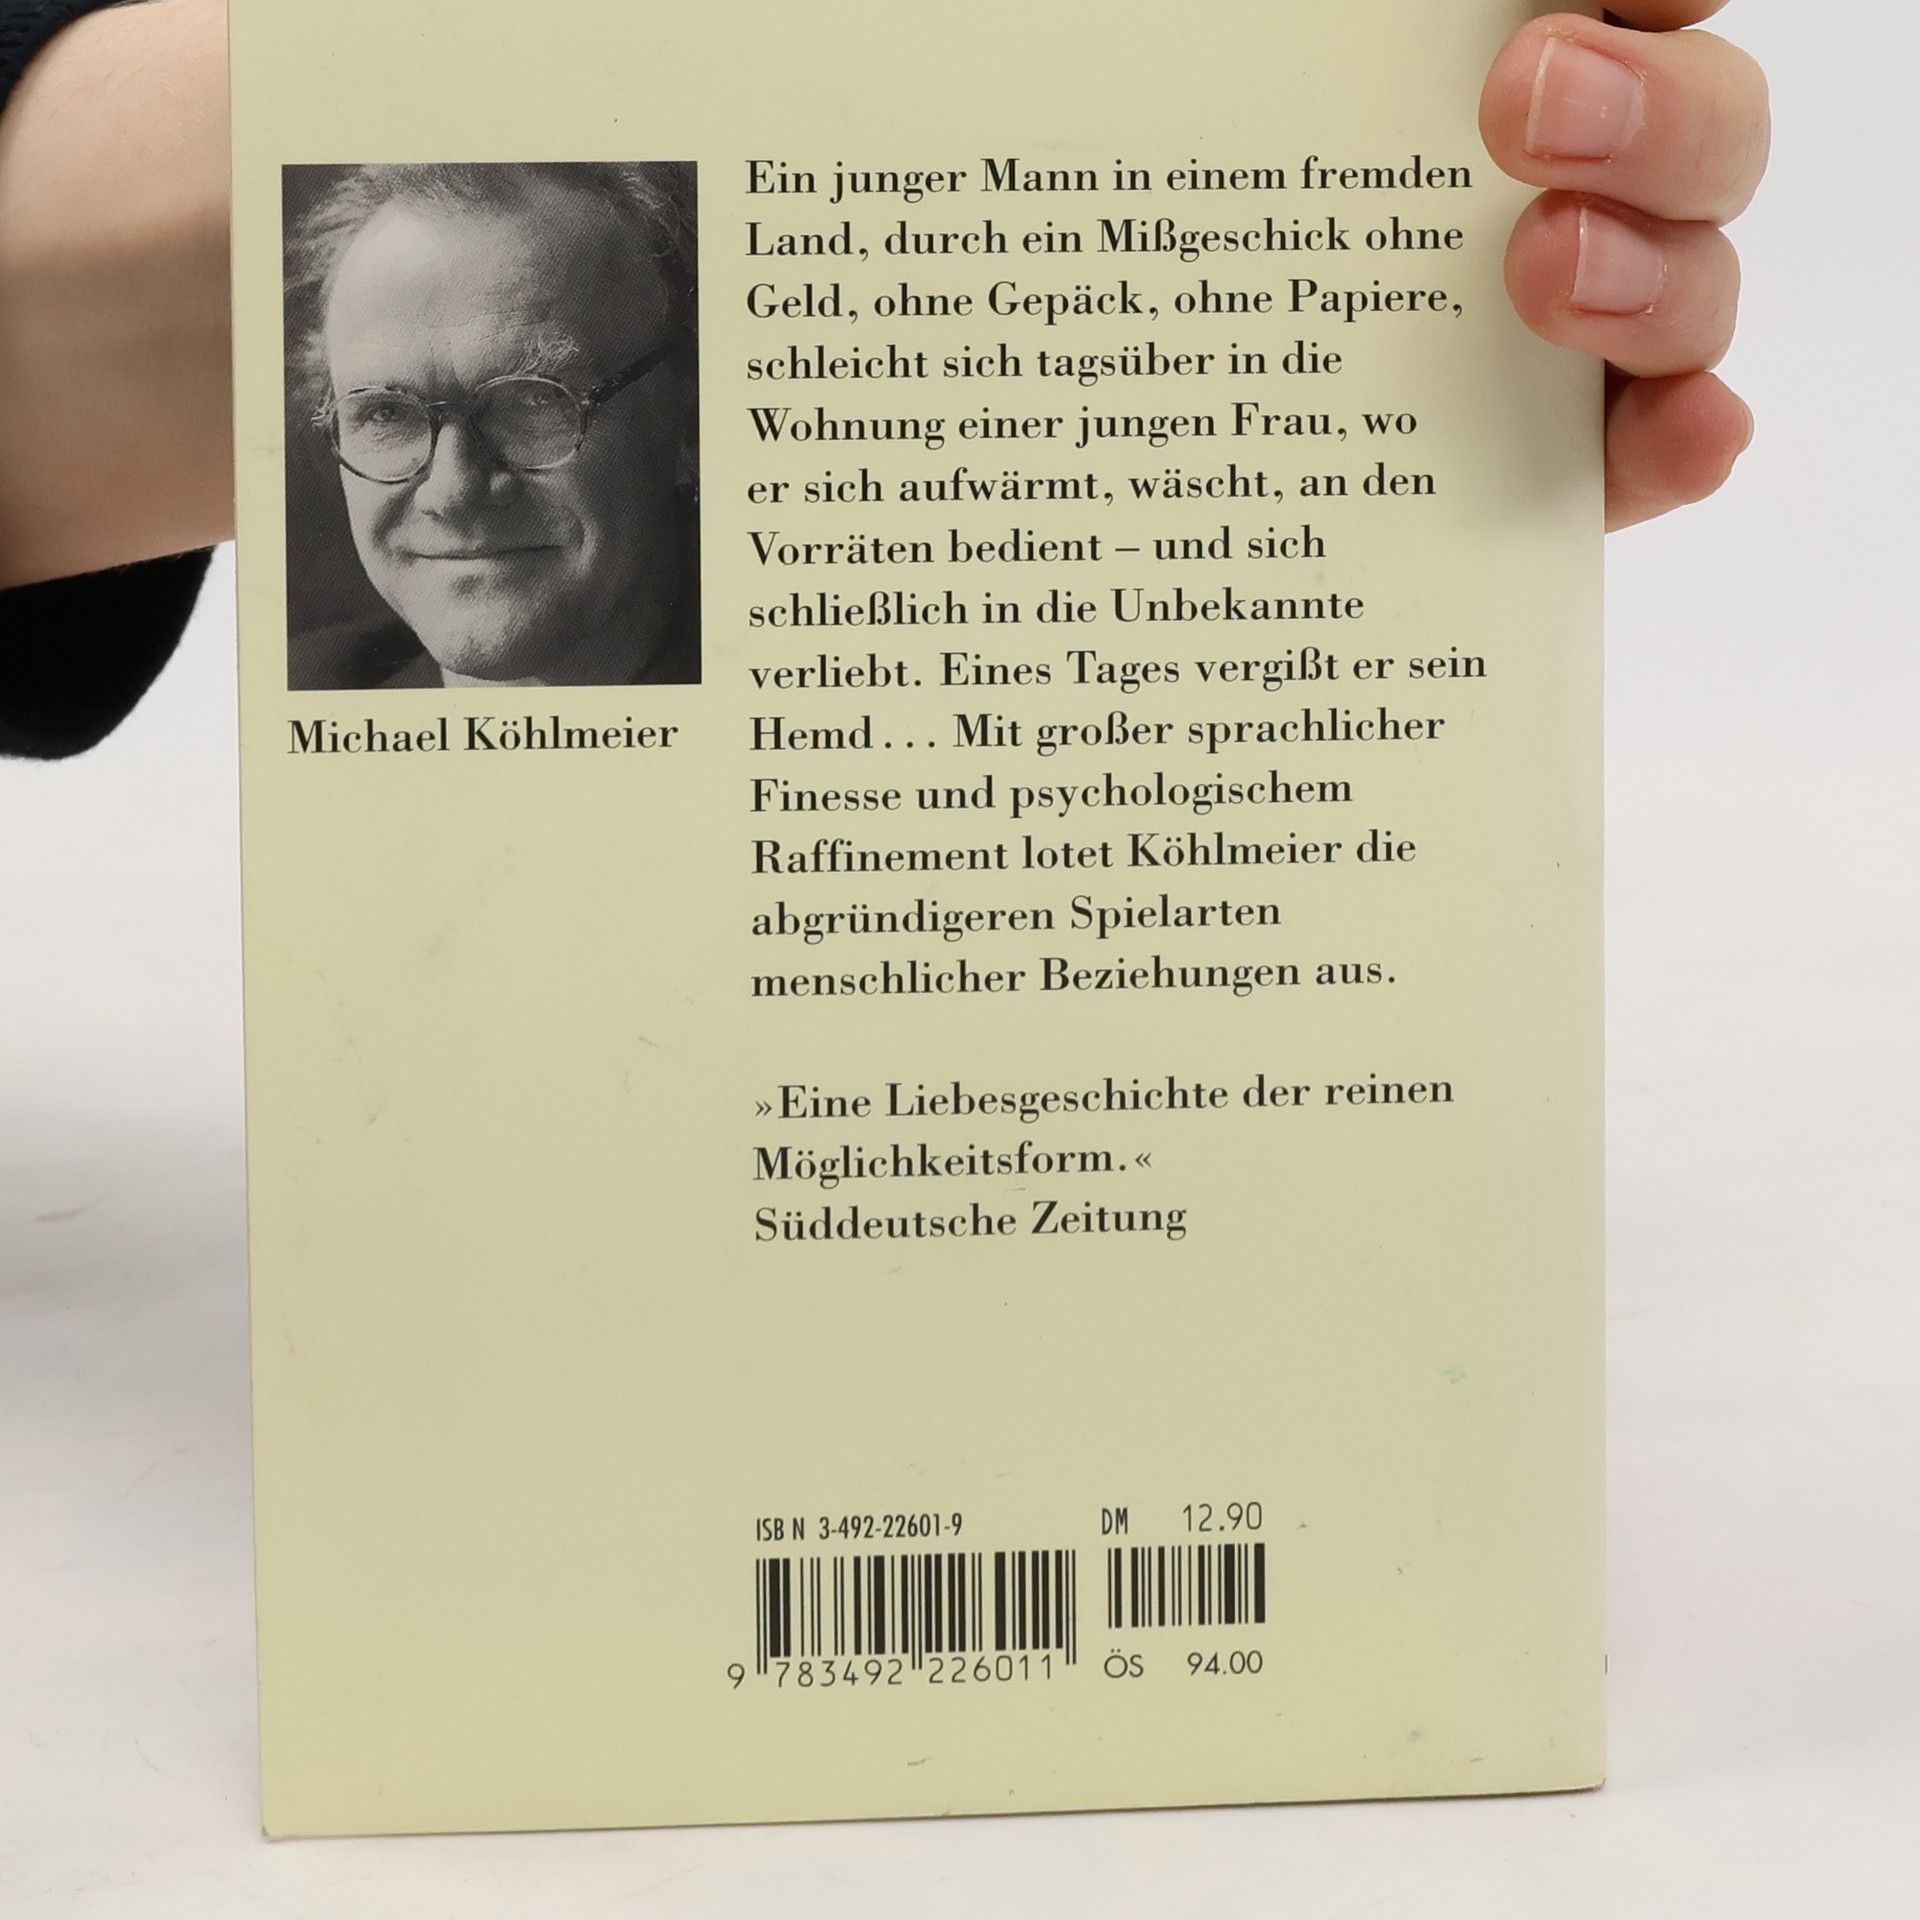 Ein junger Mann in einem fremden
Land, durch ein Mißgeschick ohne
Geld, ohne Gepäck, ohne Papiere,
schleicht sich tagsüber in die
Wohnung einer jungen Frau, wo
er sich aufwärmt, wäscht, an den
Vorräten bedient – und sich
schließlich in die Unbekannte
verliebt. Eines Tages vergißt er sein
Hemd . . . Mit großer sprachlicher
Finesse und psychologischem
Raffinement lotet Köhlmeier die
abgründigeren Spielarten
menschlicher Beziehungen aus.
Michael Köhlmeier
»Eine Liebesgeschichte der reinen
Möglichkeitsform.«
Süddeutsche Zeitung
ISBN 3-492-22601-9
DM 12.90
9 783492 226011
ÖS 94.00